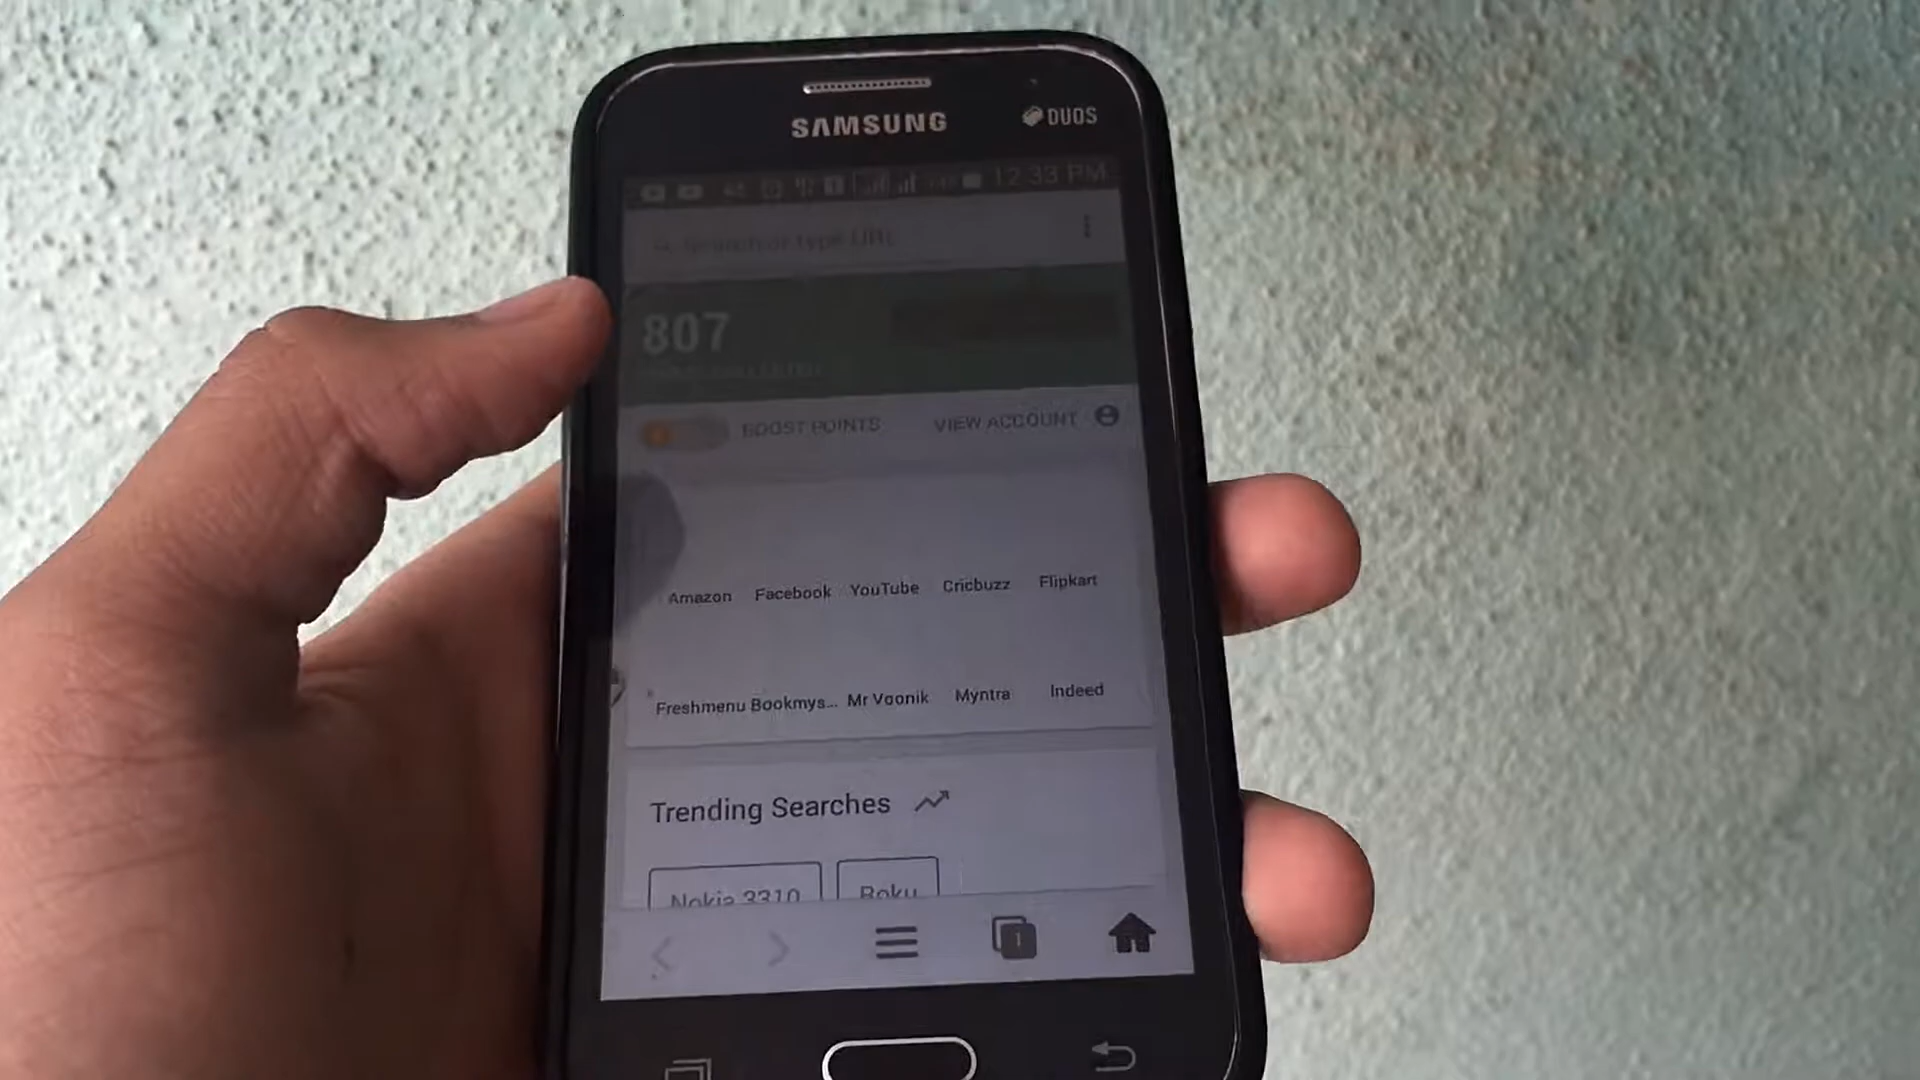 SAMSUNG
DUOS
12:33 PM
Search or type URL
807
BOOST POINTS
VIEW ACCOUNT
Amazon Facebook YouTube Cricbuzz Flipkart
Freshmenu Bookmys... Mr Voonik Myntra Indeed
Trending Searches
Nokia 3310 Roku
1